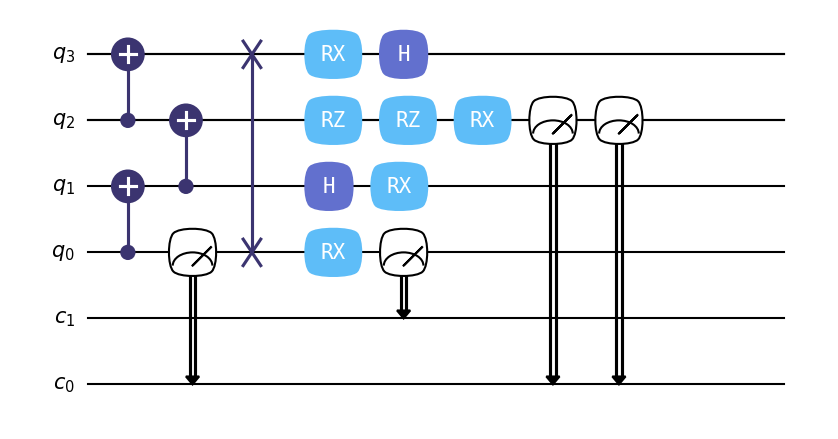 q₃ RX H
q₂ RZ RZ RX
q₁ H RX
q₀ RX
c₁
c₀